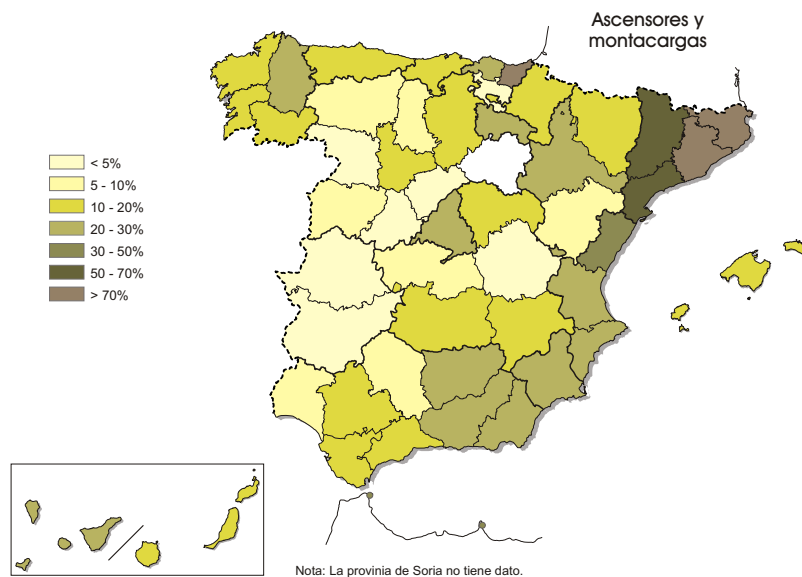 Ascensores y
montacargas
< 5%
5 - 10%
10 - 20%
20 - 30%
30 - 50%
50 - 70%
> 70%
Nota: La provinia de Soria no tiene dato.